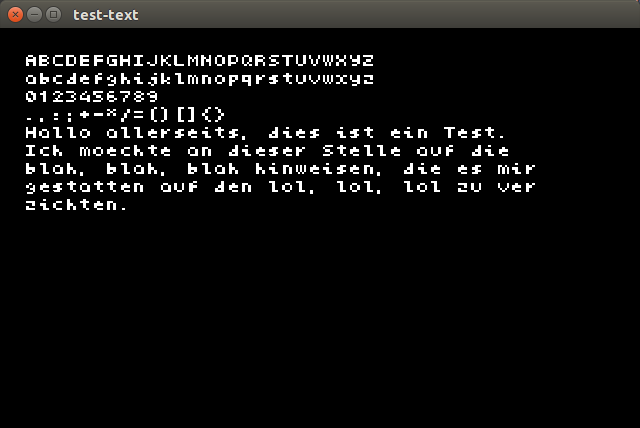 test-text
ABCDEFGHIJKLMNOPQRSTUVWXYZ
abcdefghijklmnopqrstuvwxyz
0123456789
.,:;+-*/=()[]{}
Hallo allerseits, dies ist ein Test.
Ich moechte an dieser Stelle auf die
blah, blah, blah hinweisen, die es mir
gestatten auf den lol, lol, lol zu ver
zichten.